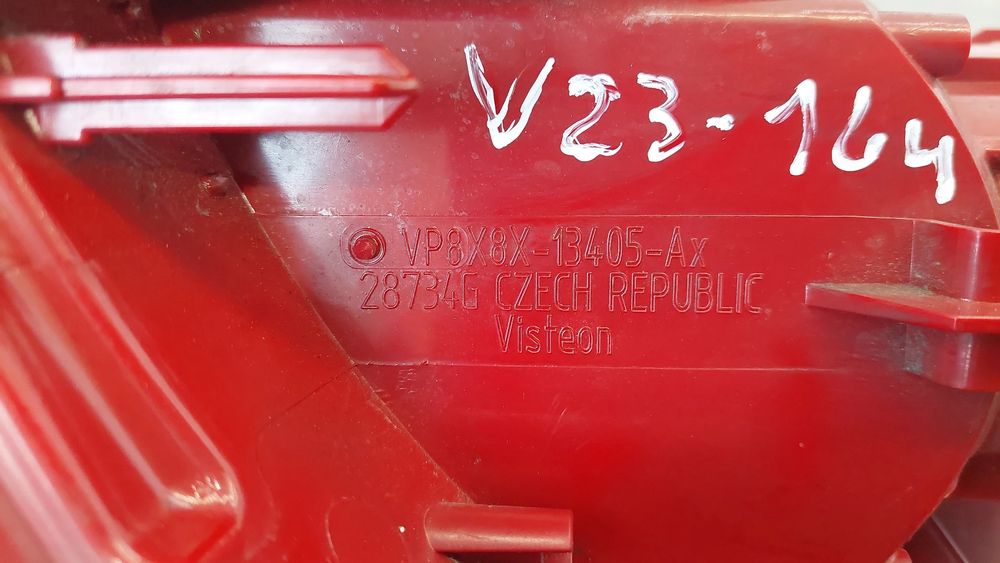 V23-164
VP8X8X-13405-Ax
28734G CZECH REPUBLIC
Visteon